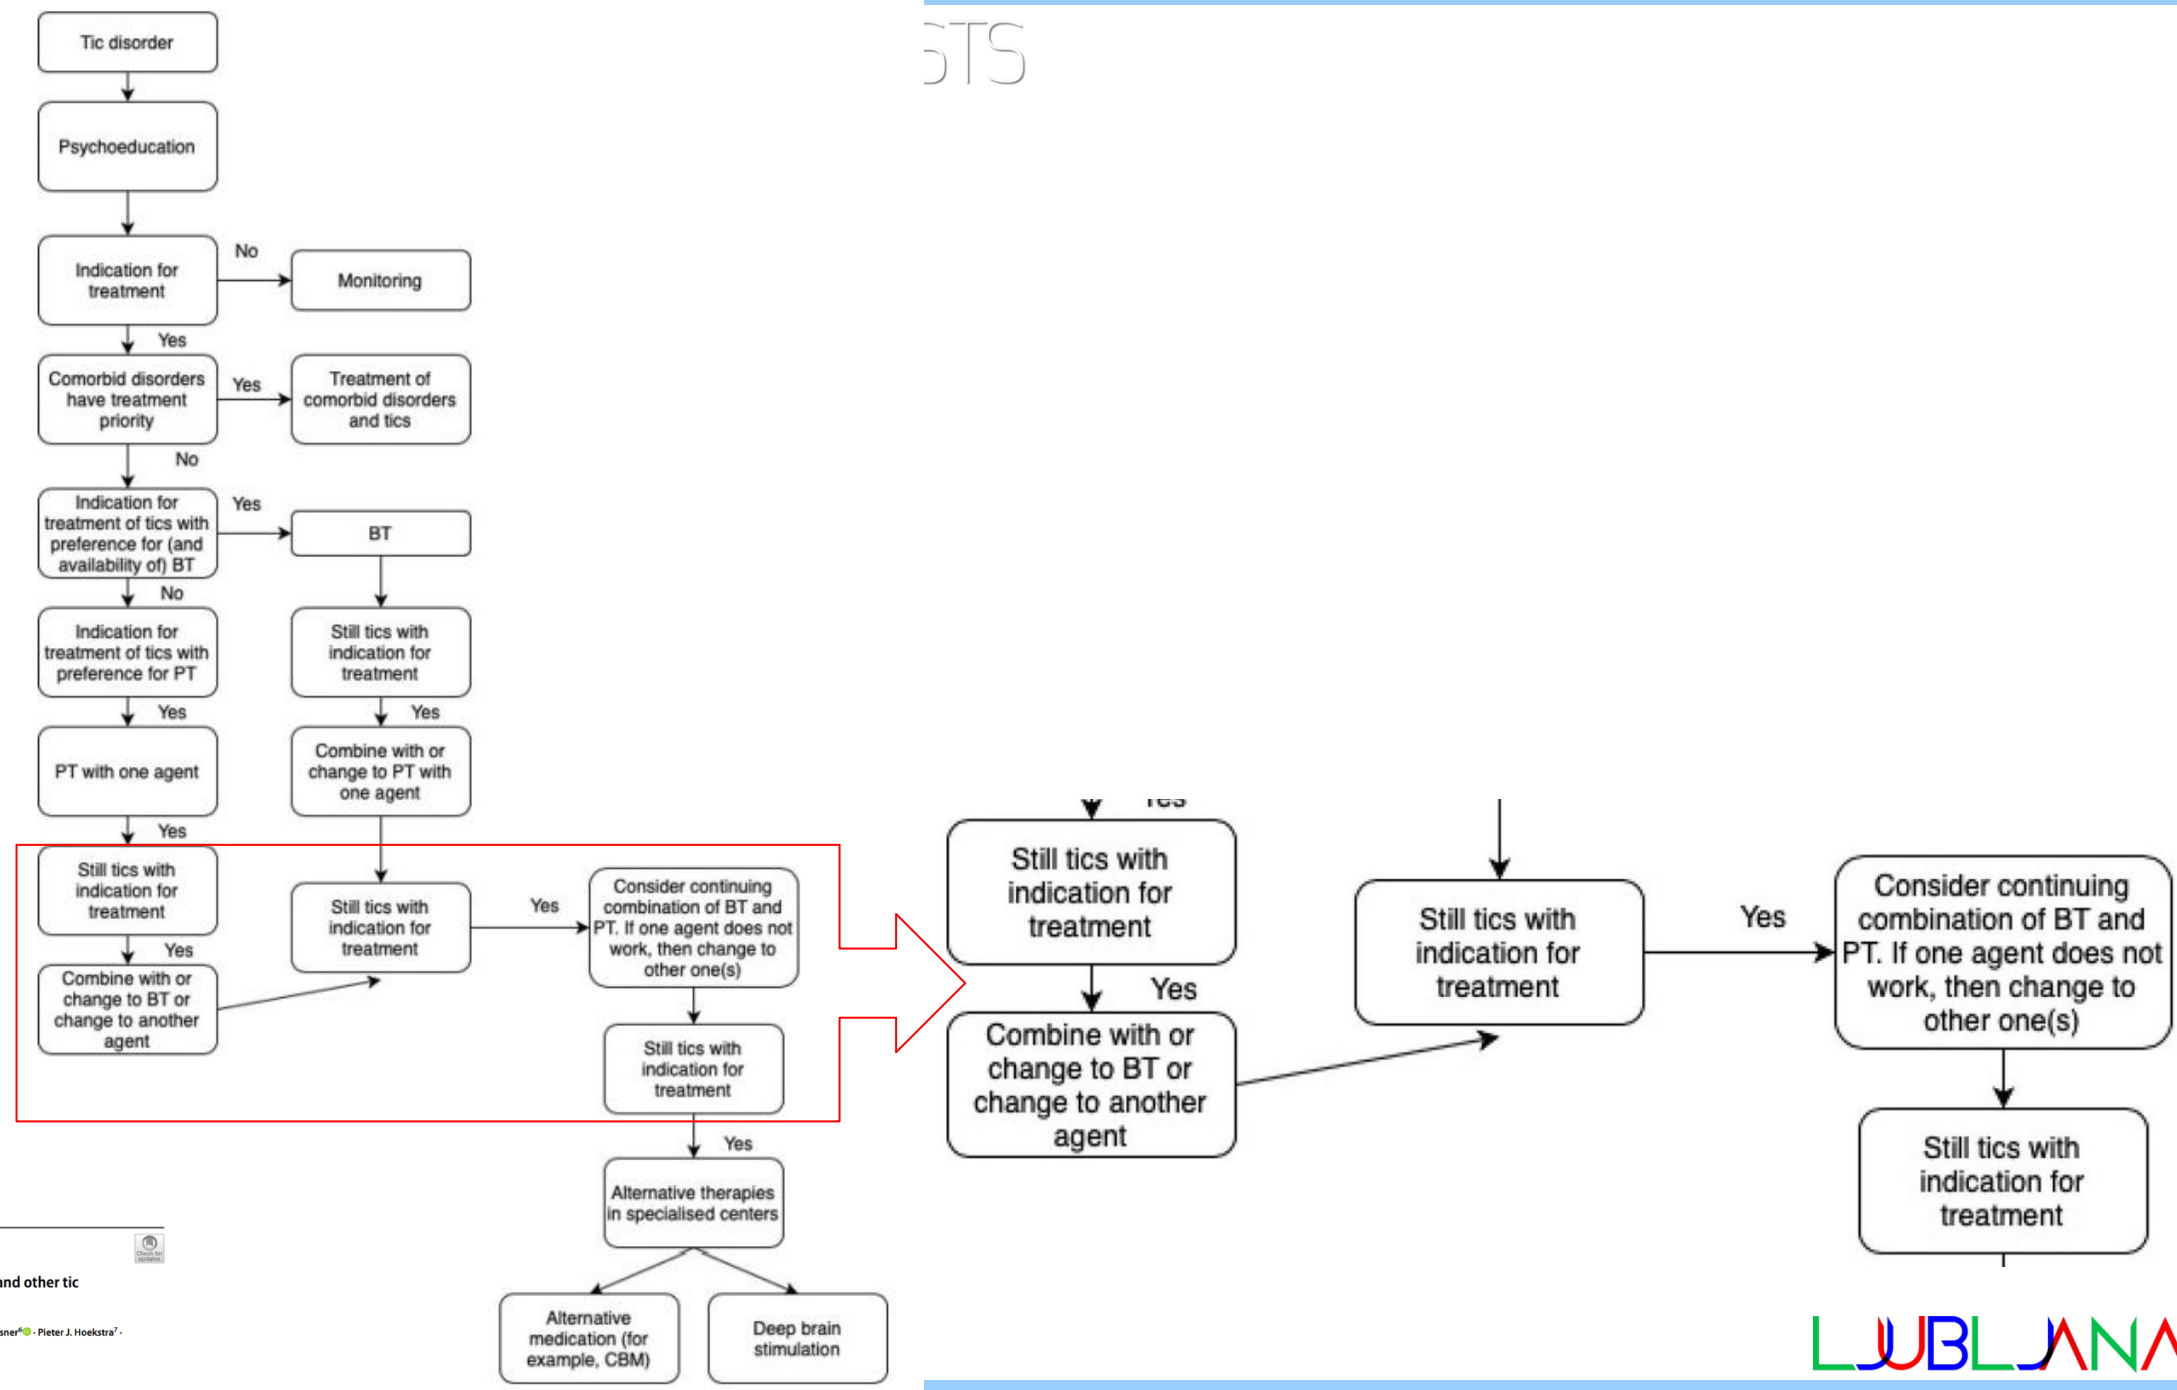 Tic disorder
Psychoeducation
Indication for
treatment
No
Monitoring
Yes
Comorbid disorders
have treatment
priority
Yes
Treatment of
comorbid disorders
and tics
No
Indication for
treatment of tics with
preference for (and
availability of) BT
Yes
BT
No
Indication for
treatment of tics with
preference for PT
Still tics with
indication for
treatment
Yes
Yes
PT with one agent
Combine with or
change to PT with
one agent
Yes
Still tics with
indication for
treatment
Still tics with
indication for
treatment
Yes
Consider continuing
combination of BT and
PT. If one agent does not
work, then change to
other one(s)
Yes
Combine with or
change to BT or
change to another
agent
Still tics with
indication for
treatment
Yes
Alternative therapies
in specialised centers
Alternative
medication (for
example, CBM)
Deep brain
stimulation
Check for
updates
and other tic
sner⁶ · Pieter J. Hoekstra⁷ ·
STS
Yes
Still tics with
indication for
treatment
Yes
Combine with or
change to BT or
change to another
agent
Still tics with
indication for
treatment
Yes
Consider continuing
combination of BT and
PT. If one agent does not
work, then change to
other one(s)
Still tics with
indication for
treatment
LJUBLJANA